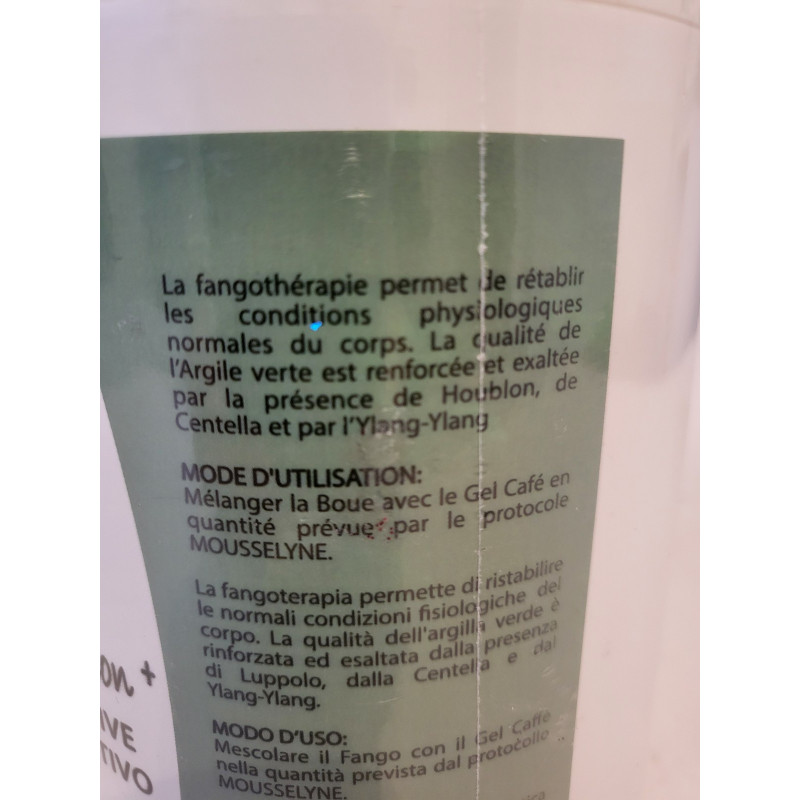 La fangothérapie permet de rétablir
les conditions physiologiques
normales du corps. La qualité de
l'Argile verte est renforcée et exaltée
par la présence de Houblon, de
Centella et par l'Ylang-Ylang
MODE D'UTILISATION:
Mélanger la Boue avec le Gel Café en
quantité prévue par le protocole
MOUSSELYNE.
La fangoterapia permette di ristabilire
le normali condizioni fisiologiche del
corpo. La qualità dell'argilla verde è
rinforzata ed esaltata dalla presenza
di Luppolo, dalla Centella e dal
Ylang-Ylang.
MODO D'USO:
Mescolare il Fango con il Gel Caffè
nella quantità prevista dal protocollo
MOUSSELYNE.
on +
IVE
TIVO